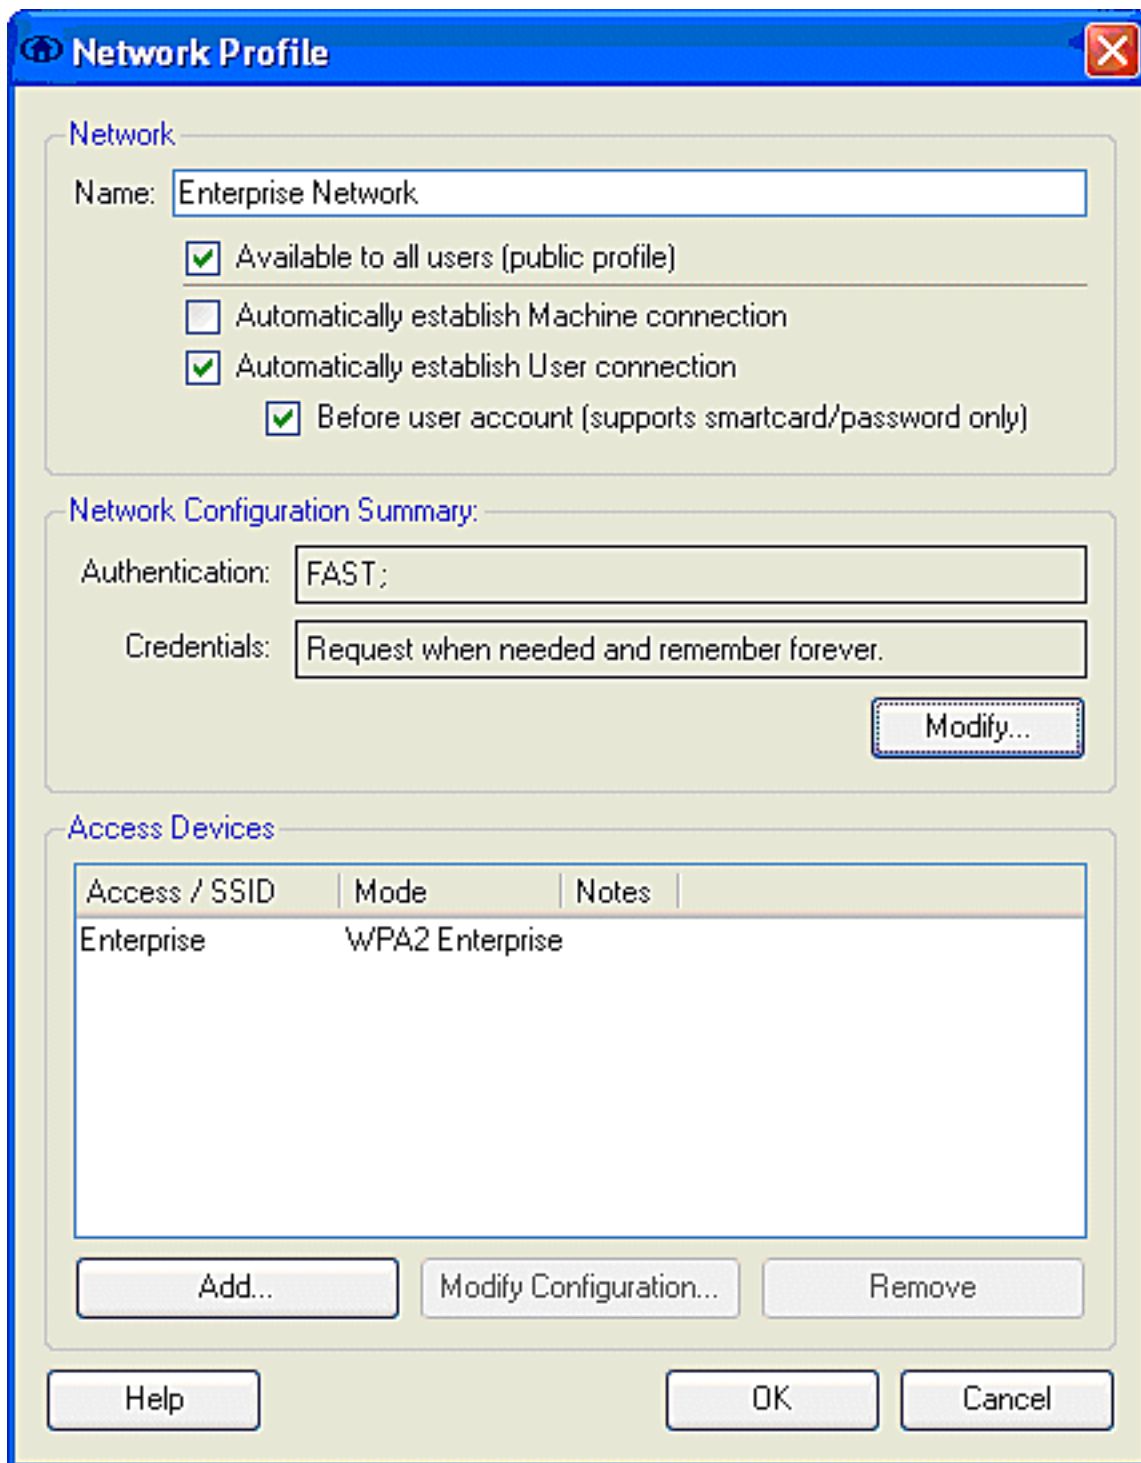 Network Profile
Network
Name: Enterprise Network
Available to all users (public profile)
Automatically establish Machine connection
Automatically establish User connection
Before user account (supports smartcard/password only)
Network Configuration Summary:
Authentication: FAST;
Credentials: Request when needed and remember forever.
Modify...
Access Devices
Access / SSID Mode Notes
Enterprise WPA2 Enterprise
Add... Modify Configuration... Remove
Help OK Cancel